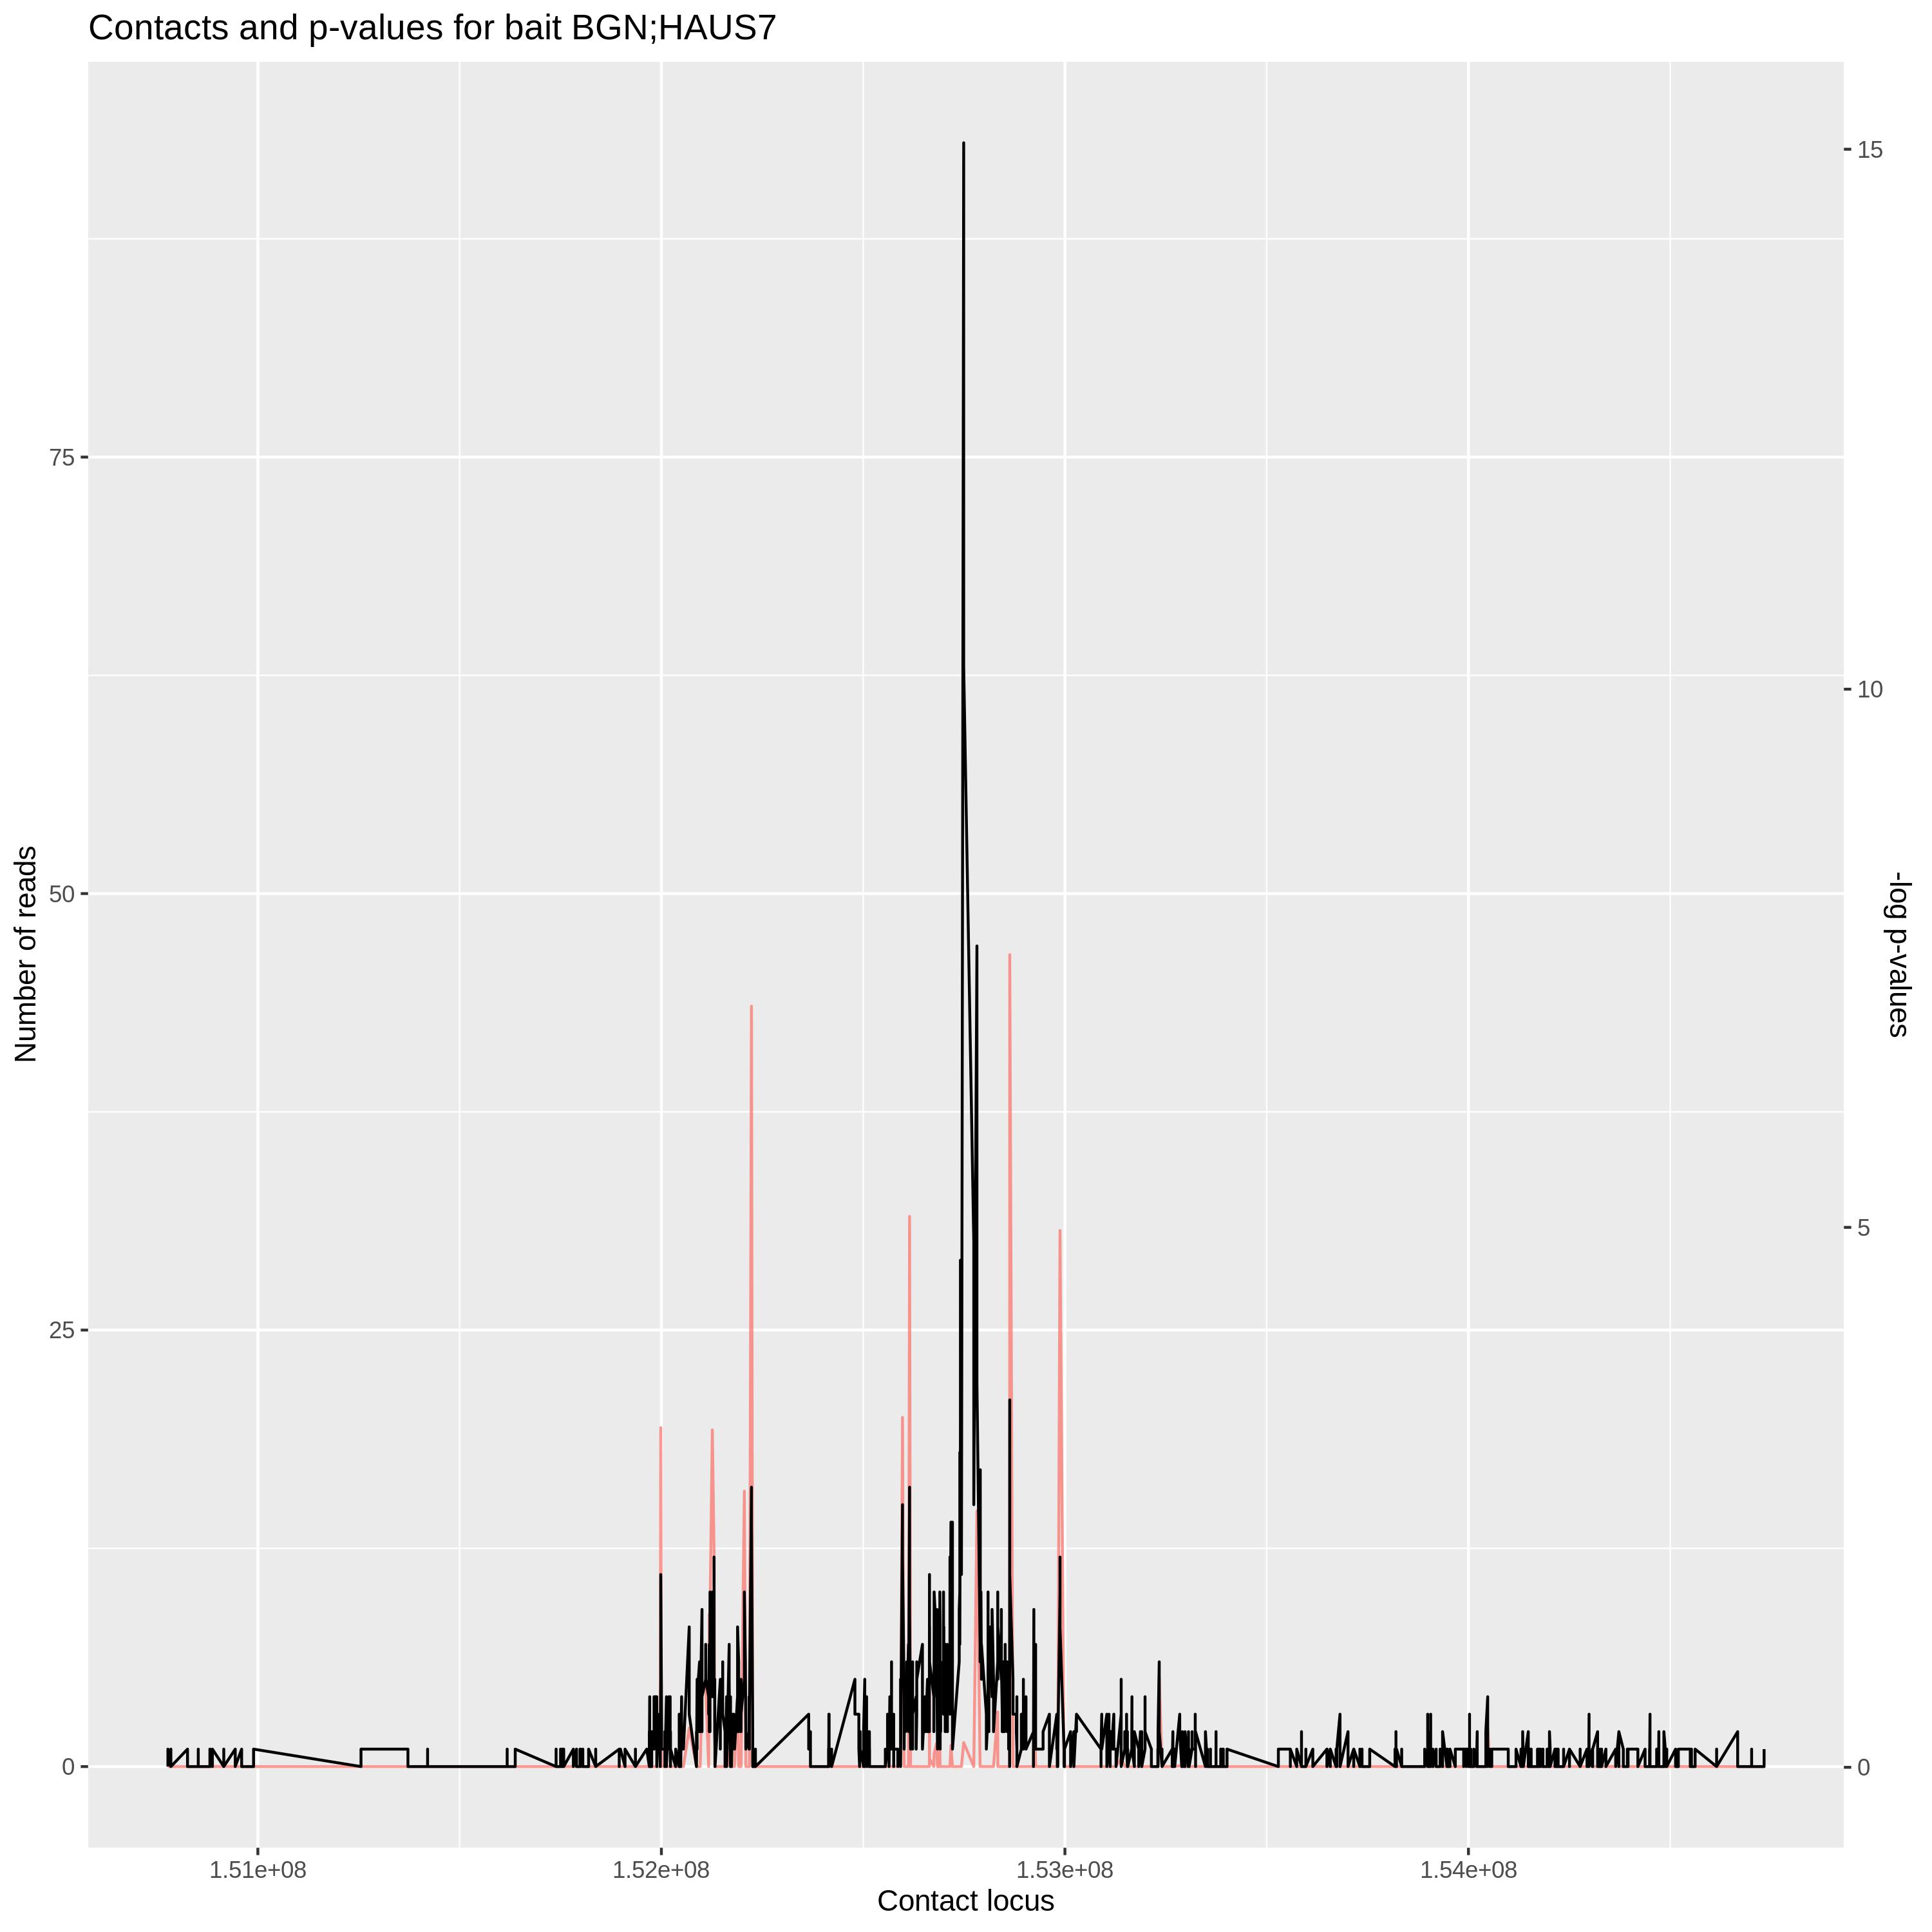 Contacts and p-values for bait BGN;HAUS7
Number of reads
75
50
25
0
15
10
5
0
-log p-values
1.51e+08
1.52e+08
1.53e+08
1.54e+08
Contact locus